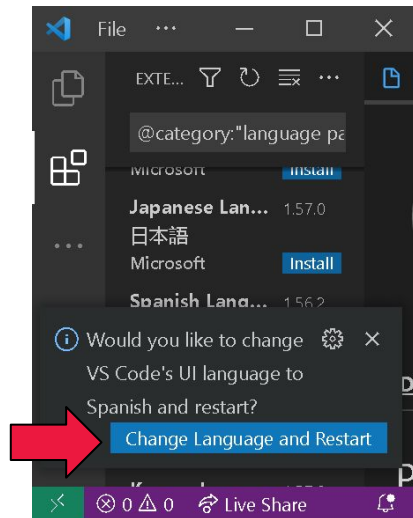 File ···
EXTE...
@category:"language pa
Microsoft Install
Japanese Lan... 1.57.0
日本語
Microsoft Install
Spanish Lang... 1.56.2
Would you like to change
VS Code's UI language to
Spanish and restart?
Change Language and Restart
0 0 Live Share